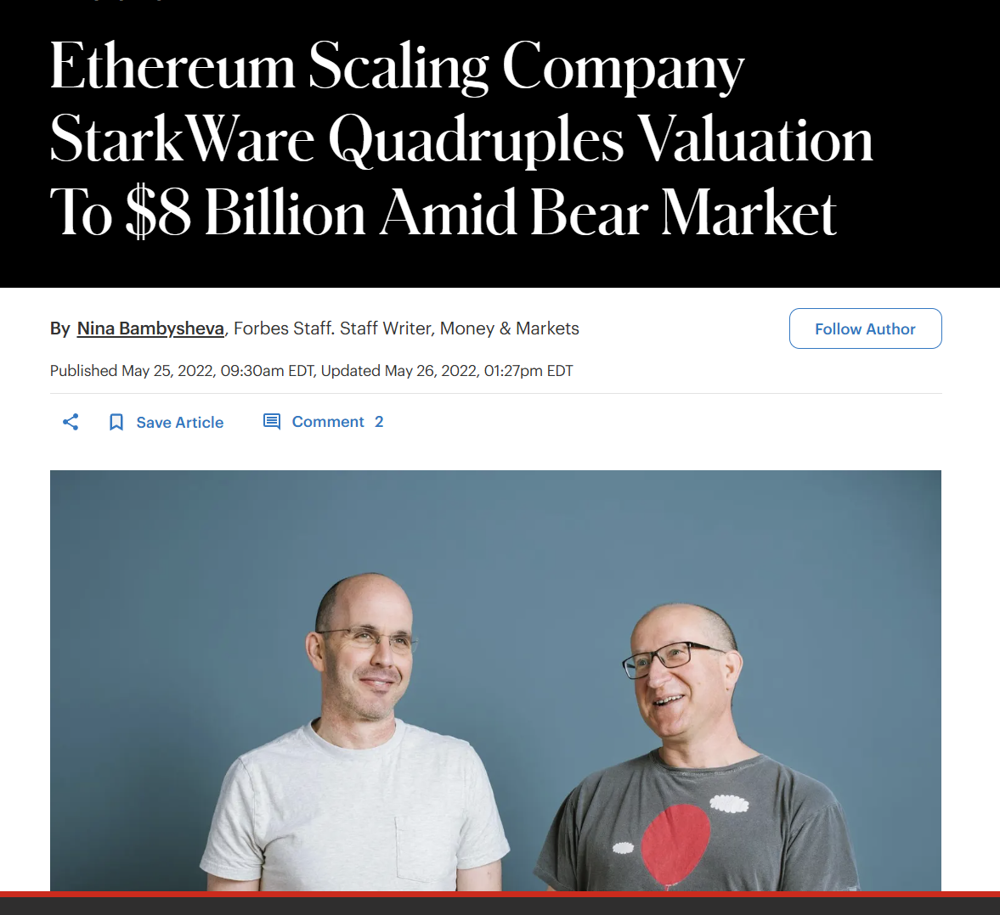 Ethereum Scaling Company
StarkWare Quadruples Valuation
To $8 Billion Amid Bear Market
By Nina Bambysheva, Forbes Staff. Staff Writer, Money & Markets
Follow Author
Published May 25, 2022, 09:30am EDT, Updated May 26, 2022, 01:27pm EDT
Save Article
Comment 2